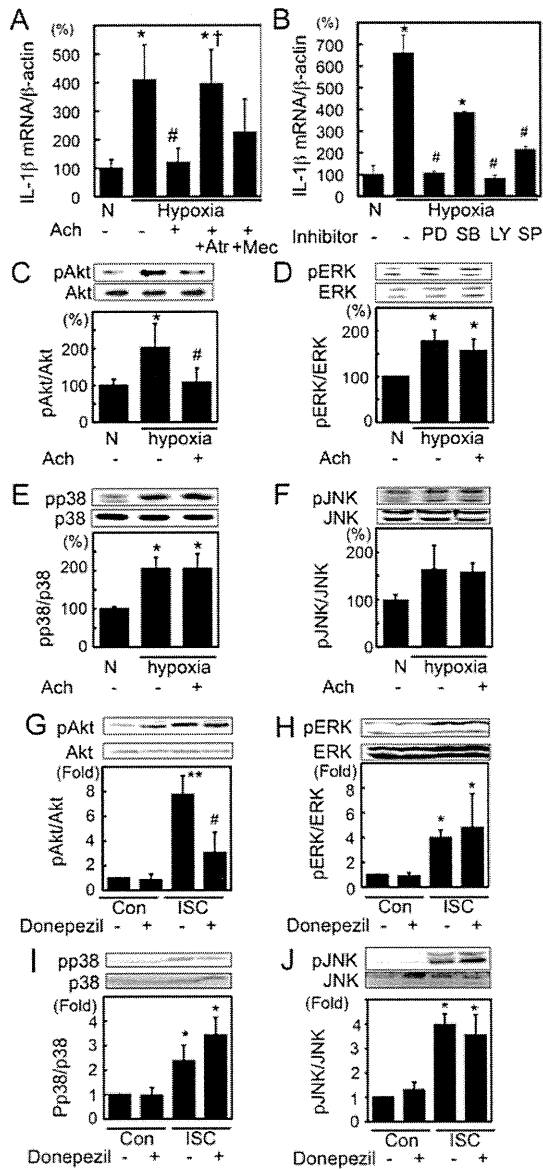 A
B
(%)
(%)
IL-1β mRNA/β-actin
IL-1β mRNA/β-actin
500
400
300
200
100
0
700
600
500
400
300
200
100
0
* # *†
* # * # #
N Hypoxia
N Hypoxia
Ach - - + + +
+Atr +Mec
Inhibitor - - PD SB LY SP
C
pAkt
Akt
D
pERK
ERK
(%)
pAkt/Akt
200
100
0
* #
N hypoxia
Ach - - +
(%)
pERK/ERK
200
100
0
* *
N hypoxia
Ach - - +
E
pp38
p38
F
pJNK
JNK
(%)
pp38/p38
200
100
0
* *
N hypoxia
Ach - - +
(%)
pJNK/JNK
200
100
0
N hypoxia
Ach - - +
G
pAkt
Akt
H
pERK
ERK
(Fold)
pAkt/Akt
8
6
4
2
0
** #
Con ISC
Donepezil - + - +
(Fold)
pERK/ERK
8
6
4
2
0
* *
Con ISC
Donepezil - + - +
I
pp38
p38
J
pJNK
JNK
(Fold)
Pp38/p38
4
3
2
1
0
* *
Con ISC
Donepezil - + - +
(Fold)
pJNK/JNK
4
3
2
1
0
* *
Con ISC
Donepezil - + - +